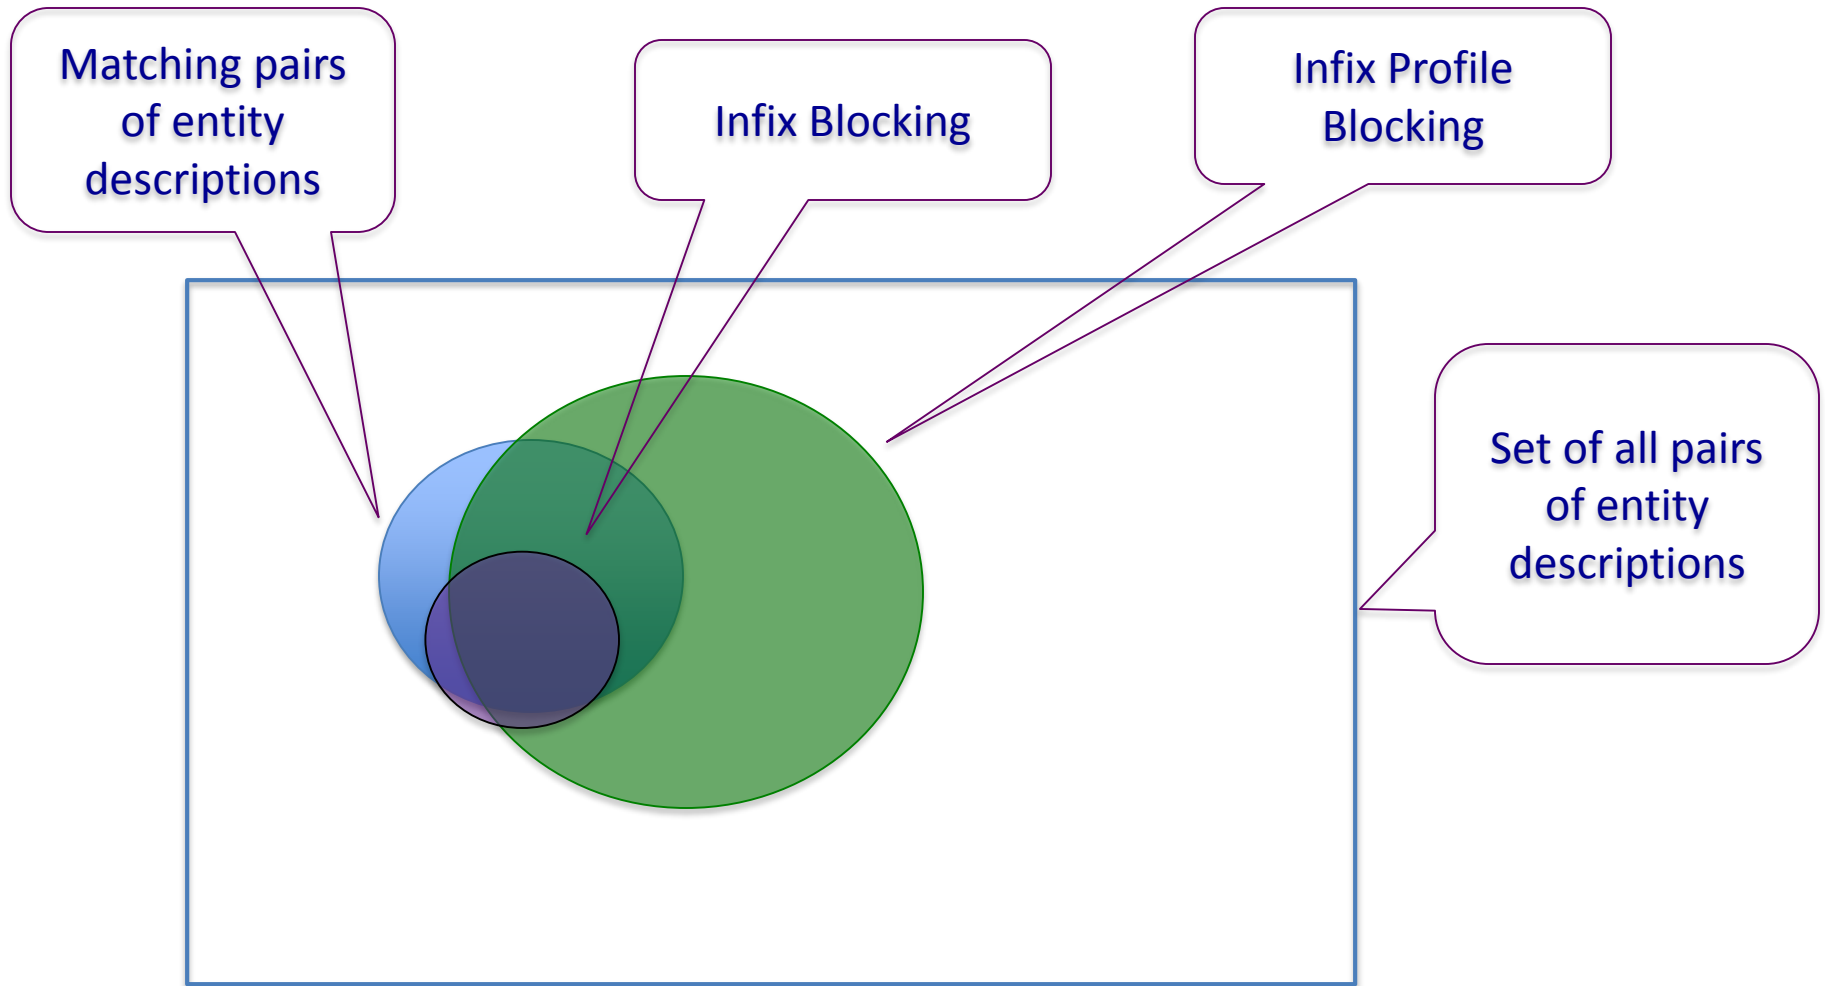 Matching pairs
of entity
descriptions
Infix Blocking
Infix Profile
Blocking
Set of all pairs
of entity
descriptions